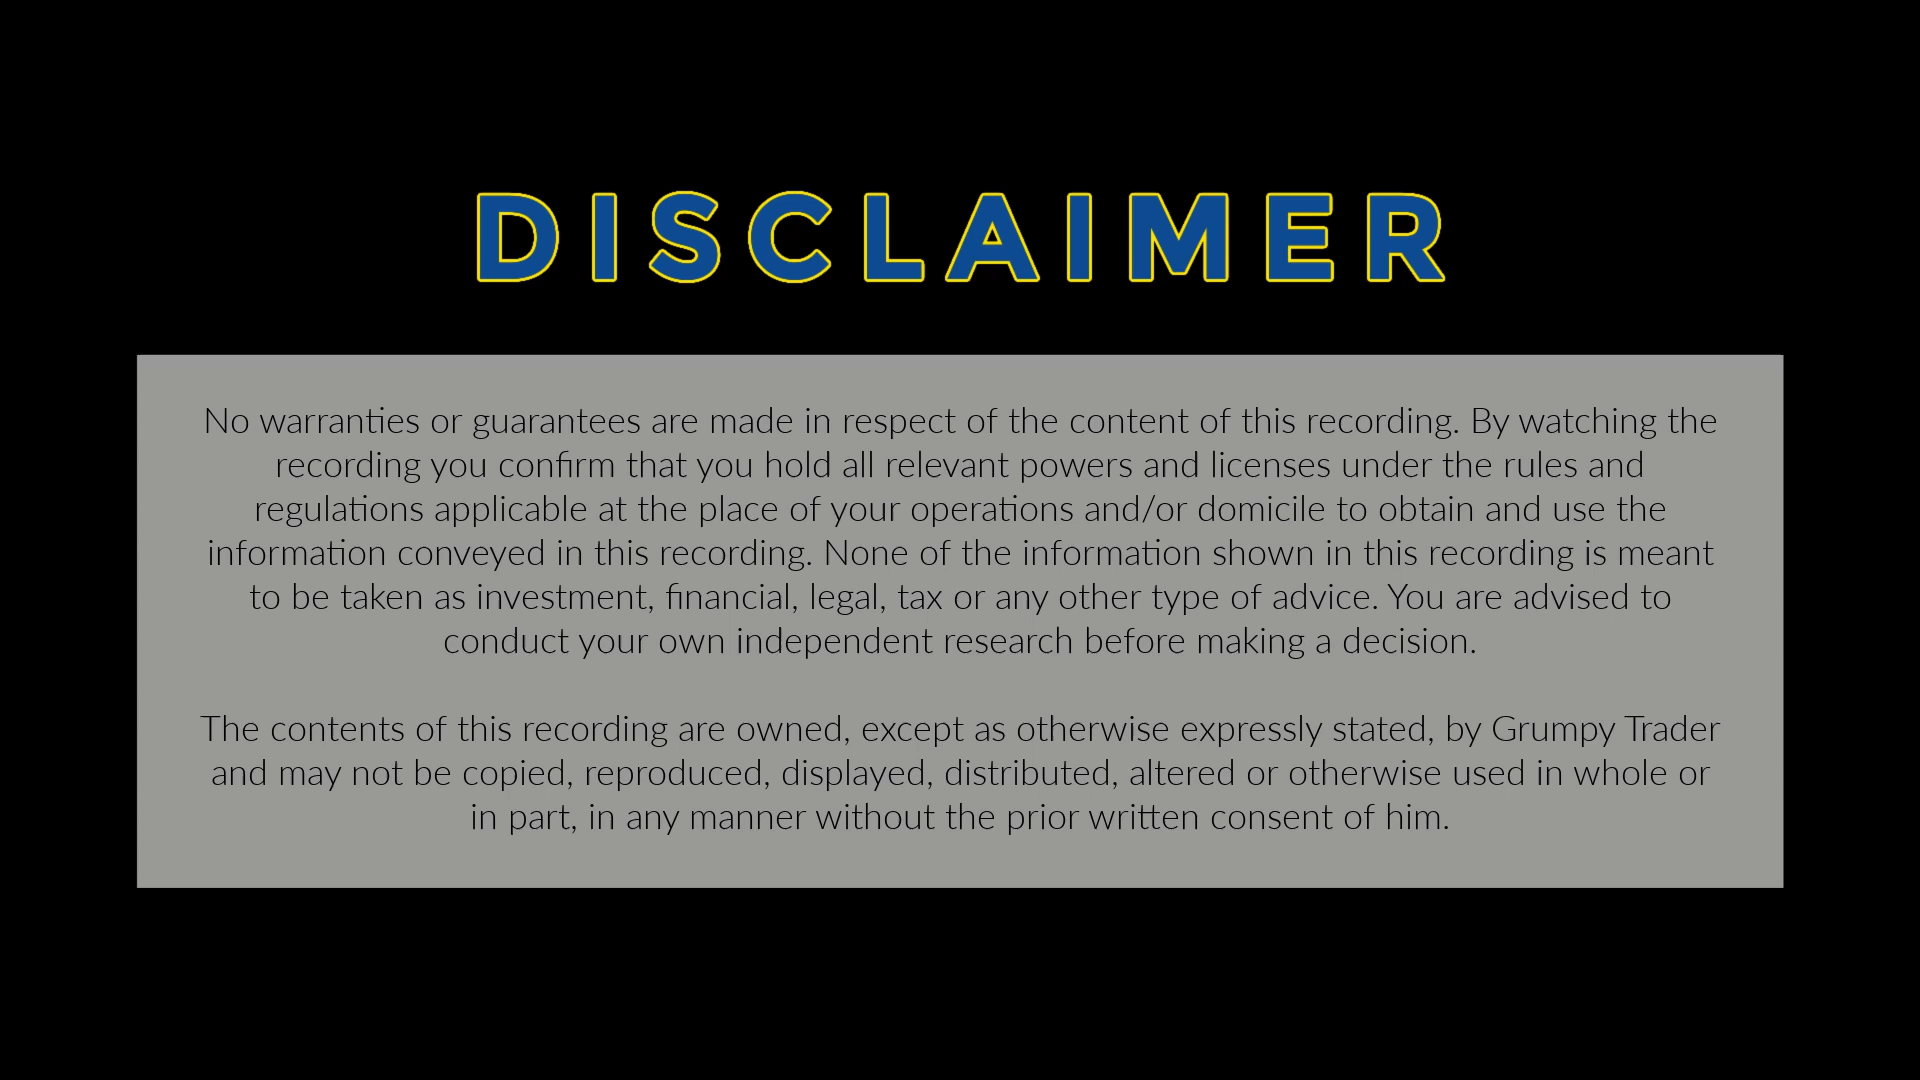 DISCLAIMER
No warranties or guarantees are made in respect of the content of this recording. By watching the
recording you confirm that you hold all relevant powers and licenses under the rules and
regulations applicable at the place of your operations and/or domicile to obtain and use the
information conveyed in this recording. None of the information shown in this recording is meant
to be taken as investment, financial, legal, tax or any other type of advice. You are advised to
conduct your own independent research before making a decision.
The contents of this recording are owned, except as otherwise expressly stated, by Grumpy Trader
and may not be copied, reproduced, displayed, distributed, altered or otherwise used in whole or
in part, in any manner without the prior written consent of him.